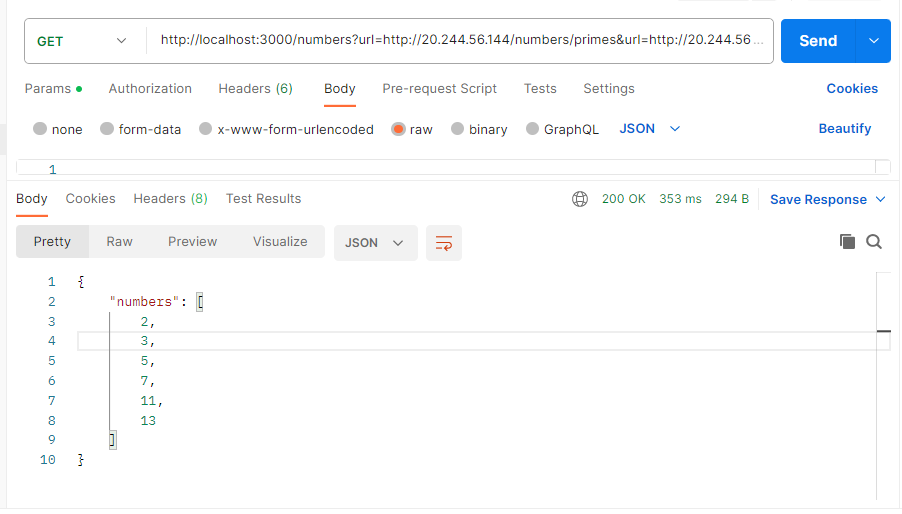 GET http://localhost:3000/numbers?url=http://20.244.56.144/numbers/primes&url=http://20.244.56 ... Send
Params Authorization Headers (6) Body Pre-request Script Tests Settings Cookies
none form-data x-www-form-urlencoded raw binary GraphQL JSON Beautify
1
Body Cookies Headers (8) Test Results 200 OK 353 ms 294 B Save Response
Pretty Raw Preview Visualize JSON
1 {
2 "numbers": [
3 2,
4 3,
5 5,
6 7,
7 11,
8 13
9 ]
10 }